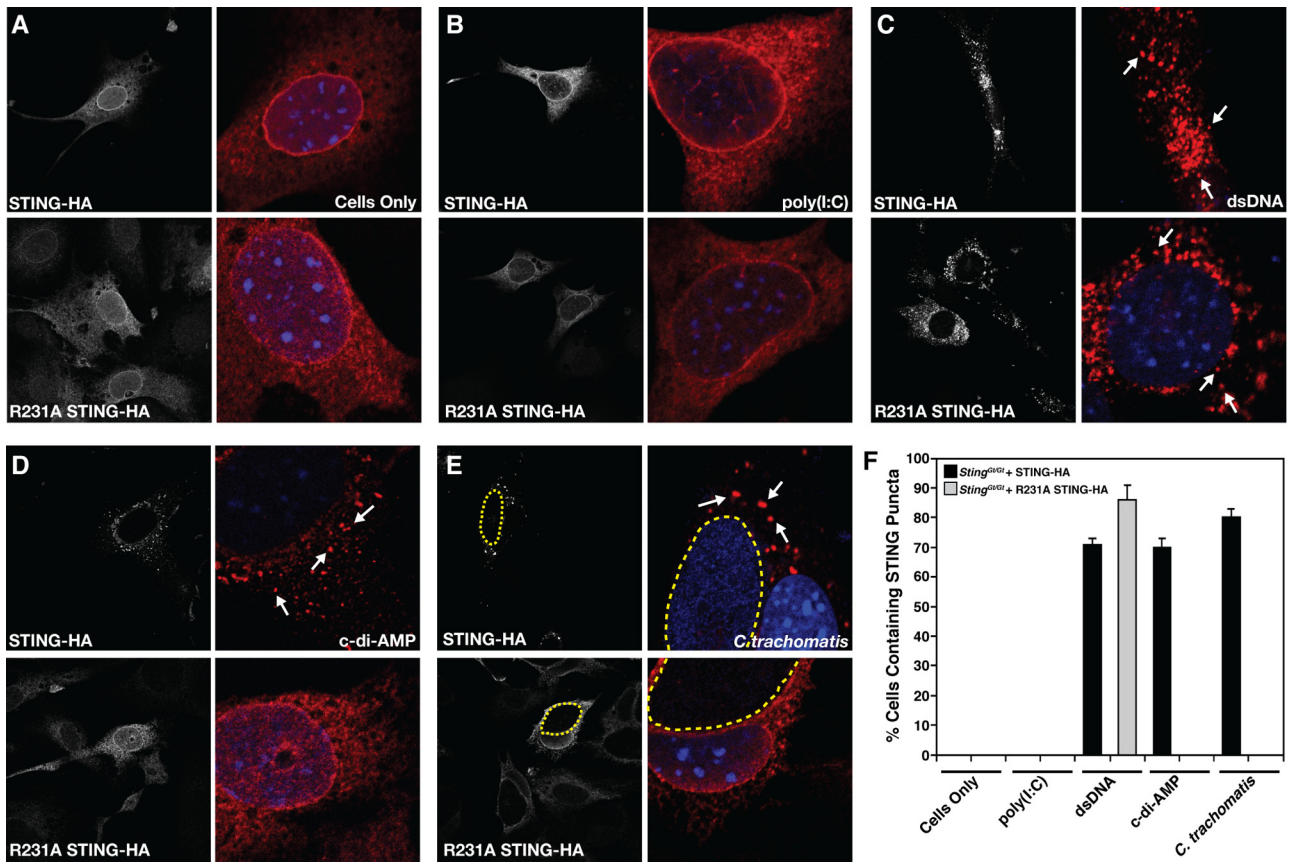 A
STING-HA
Cells Only
R231A STING-HA
B
STING-HA
poly(I:C)
R231A STING-HA
C
STING-HA
dsDNA
R231A STING-HA
D
STING-HA
c-di-AMP
R231A STING-HA
E
STING-HA
C trachomatis
R231A STING-HA
F
% Cells Containing STING Puncta
100
90
80
70
60
50
40
30
20
10
0
Sting^Gt/Gt + STING-HA
Sting^Gt/Gt + R231A STING-HA
Cells Only
poly(I:C)
dsDNA
c-di-AMP
C. trachomatis